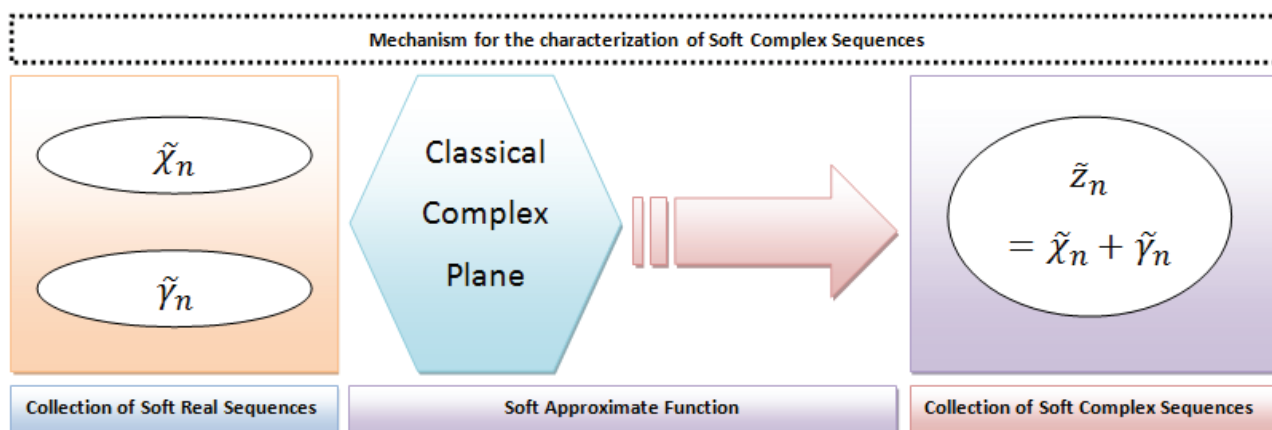 Mechanism for the characterization of Soft Complex Sequences
χ̃ₙ
γ̃ₙ
Classical
Complex
Plane
z̃ₙ
= χ̃ₙ + γ̃ₙ
Collection of Soft Real Sequences
Soft Approximate Function
Collection of Soft Complex Sequences